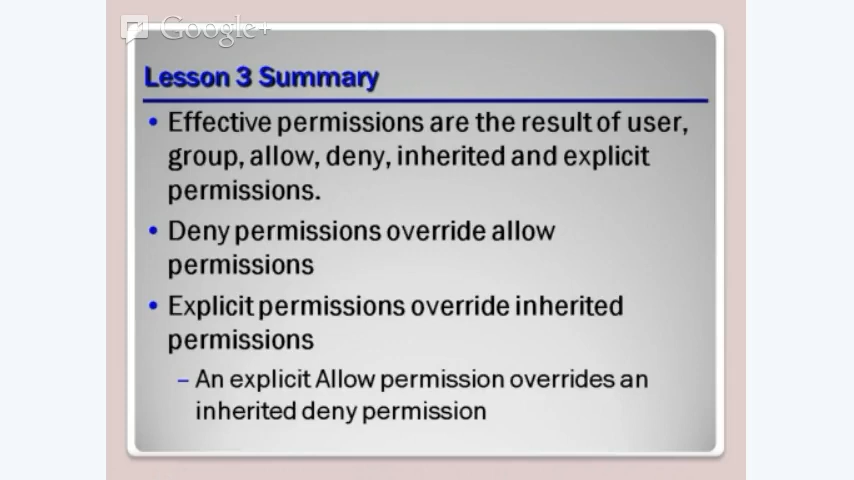 Google+
Lesson 3 Summary
• Effective permissions are the result of user,
group, allow, deny, inherited and explicit
permissions.
• Deny permissions override allow
permissions
• Explicit permissions override inherited
permissions
– An explicit Allow permission overrides an
inherited deny permission